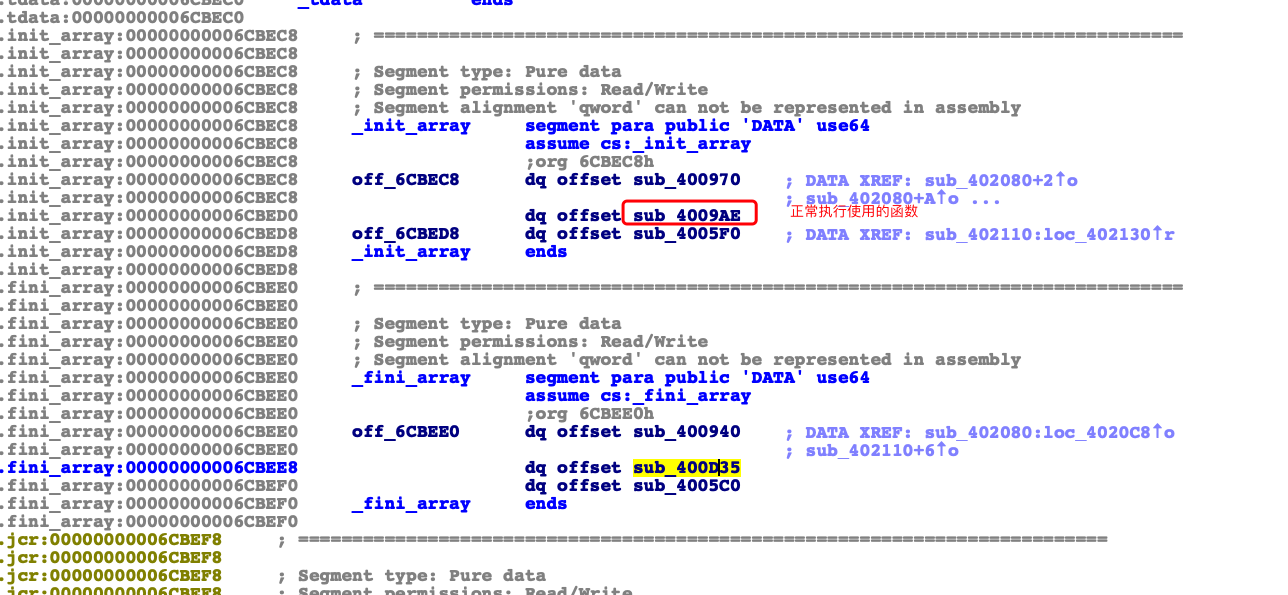 .tdata:00000000006CBEC0 _tdata ends
.tdata:00000000006CBEC0
.init_array:00000000006CBEC8 ; ===========================================================================
.init_array:00000000006CBEC8
.init_array:00000000006CBEC8 ; Segment type: Pure data
.init_array:00000000006CBEC8 ; Segment permissions: Read/Write
.init_array:00000000006CBEC8 ; Segment alignment 'qword' can not be represented in assembly
.init_array:00000000006CBEC8 _init_array segment para public 'DATA' use64
.init_array:00000000006CBEC8 assume cs:_init_array
.init_array:00000000006CBEC8 ;org 6CBEC8h
.init_array:00000000006CBEC8 off_6CBEC8 dq offset sub_400970 ; DATA XREF: sub_402080+2↑o
.init_array:00000000006CBEC8 ; sub_402080+A↑o ...
.init_array:00000000006CBED0 dq offset sub_4009AE 正常执行使用的函数
.init_array:00000000006CBED8 off_6CBED8 dq offset sub_4005F0 ; DATA XREF: sub_402110:loc_402130↑r
.init_array:00000000006CBED8 _init_array ends
.init_array:00000000006CBED8
.fini_array:00000000006CBEE0 ; ===========================================================================
.fini_array:00000000006CBEE0
.fini_array:00000000006CBEE0 ; Segment type: Pure data
.fini_array:00000000006CBEE0 ; Segment permissions: Read/Write
.fini_array:00000000006CBEE0 ; Segment alignment 'qword' can not be represented in assembly
.fini_array:00000000006CBEE0 _fini_array segment para public 'DATA' use64
.fini_array:00000000006CBEE0 assume cs:_fini_array
.fini_array:00000000006CBEE0 ;org 6CBEE0h
.fini_array:00000000006CBEE0 off_6CBEE0 dq offset sub_400940 ; DATA XREF: sub_402080:loc_4020C8↑o
.fini_array:00000000006CBEE0 ; sub_402110+6↑o
.fini_array:00000000006CBEE8 dq offset sub_400D35
.fini_array:00000000006CBEF0 dq offset sub_4005C0
.fini_array:00000000006CBEF0 _fini_array ends
.fini_array:00000000006CBEF0
.jcr:00000000006CBEF8 ; ===========================================================================
.jcr:00000000006CBEF8
.jcr:00000000006CBEF8 ; Segment type: Pure data
.jcr:00000000006CBEF8 ; Segment permissions: Read/Write